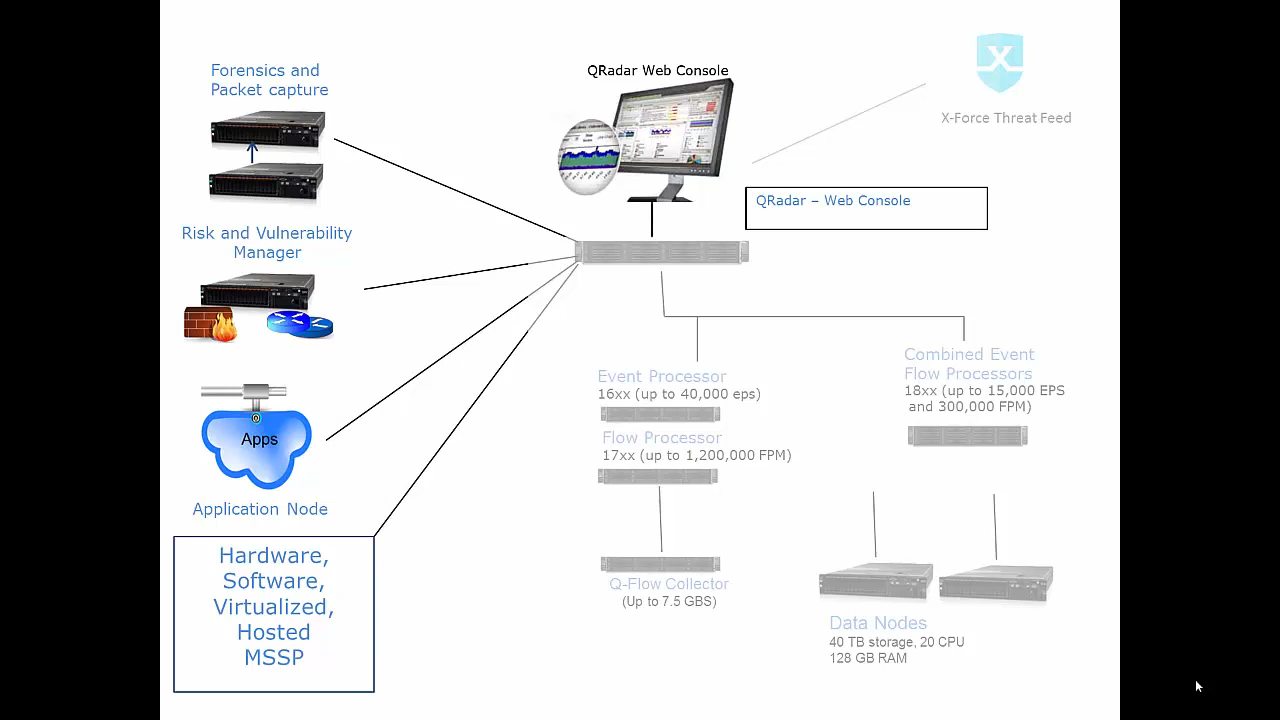 Forensics and
Packet capture
QRadar Web Console
X
X-Force Threat Feed
QRadar – Web Console
Risk and Vulnerability
Manager
Combined Event
Flow Processors
18xx (up to 15,000 EPS
and 300,000 FPM)
Event Processor
16xx (up to 40,000 eps)
Flow Processor
17xx (up to 1,200,000 FPM)
Apps
Application Node
Hardware,
Software,
Virtualized,
Hosted
MSSP
Q-Flow Collector
(Up to 7.5 GBS)
Data Nodes
40 TB storage, 20 CPU
128 GB RAM